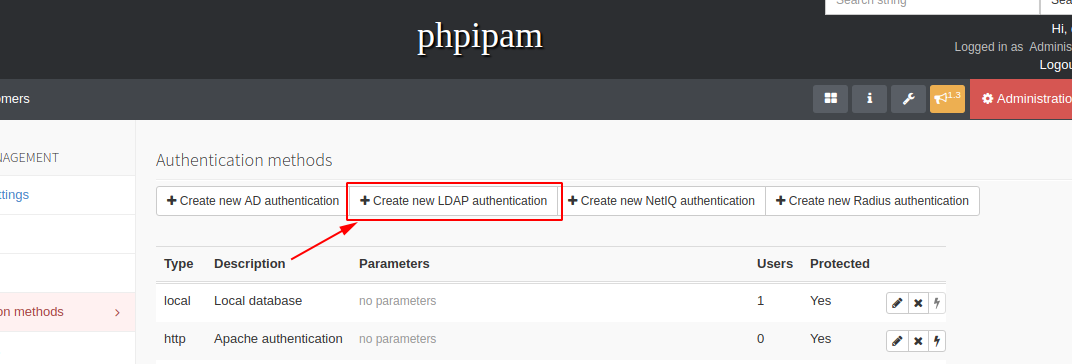 Search string
phpipam
Hi,
Logged in as Adminis
Logou
omers
1.3
Administratio
NAGEMENT
Authentication methods
ttings
Create new AD authentication
Create new LDAP authentication
Create new NetIQ authentication
Create new Radius authentication
Type Description Parameters Users Protected
local Local database no parameters 1 Yes
on methods
http Apache authentication no parameters 0 Yes